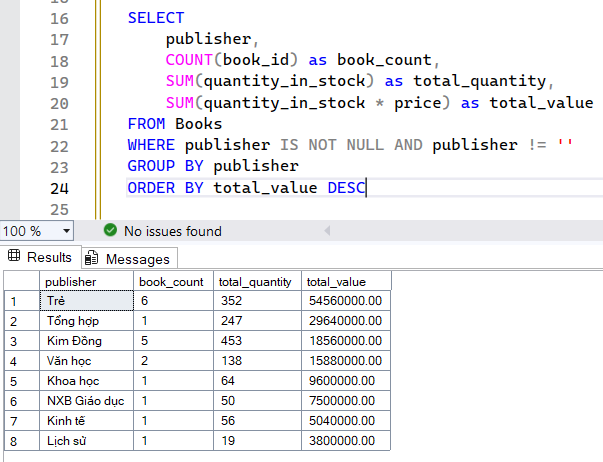 16 SELECT
17 publisher,
18 COUNT(book_id) as book_count,
19 SUM(quantity_in_stock) as total_quantity,
20 SUM(quantity_in_stock * price) as total_value
21 FROM Books
22 WHERE publisher IS NOT NULL AND publisher != ''
23 GROUP BY publisher
24 ORDER BY total_value DESC
25
100 % No issues found
Results Messages
publisher book_count total_quantity total_value
1 Trẻ 6 352 54560000.00
2 Tổng hợp 1 247 29640000.00
3 Kim Đồng 5 453 18560000.00
4 Văn học 2 138 15880000.00
5 Khoa học 1 64 9600000.00
6 NXB Giáo dục 1 50 7500000.00
7 Kinh tế 1 56 5040000.00
8 Lịch sử 1 19 3800000.00